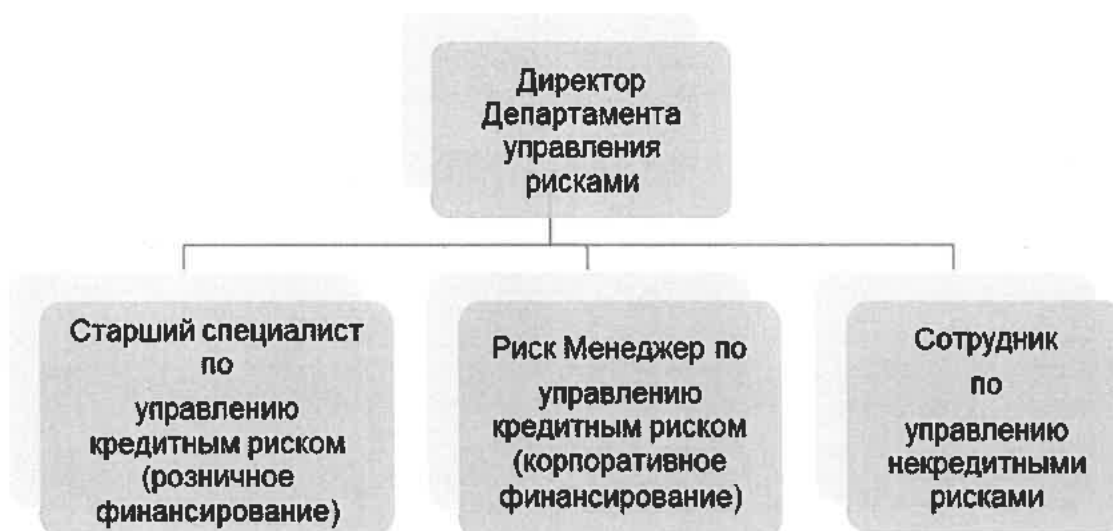 Директор
Департамента
управления
рисками
Старший специалист
по
управлению
кредитным риском
(розничное
финансирование)
Риск Менеджер по
управлению
кредитным риском
(корпоративное
финансирование)
Сотрудник
по
управлению
некредитными
рисками